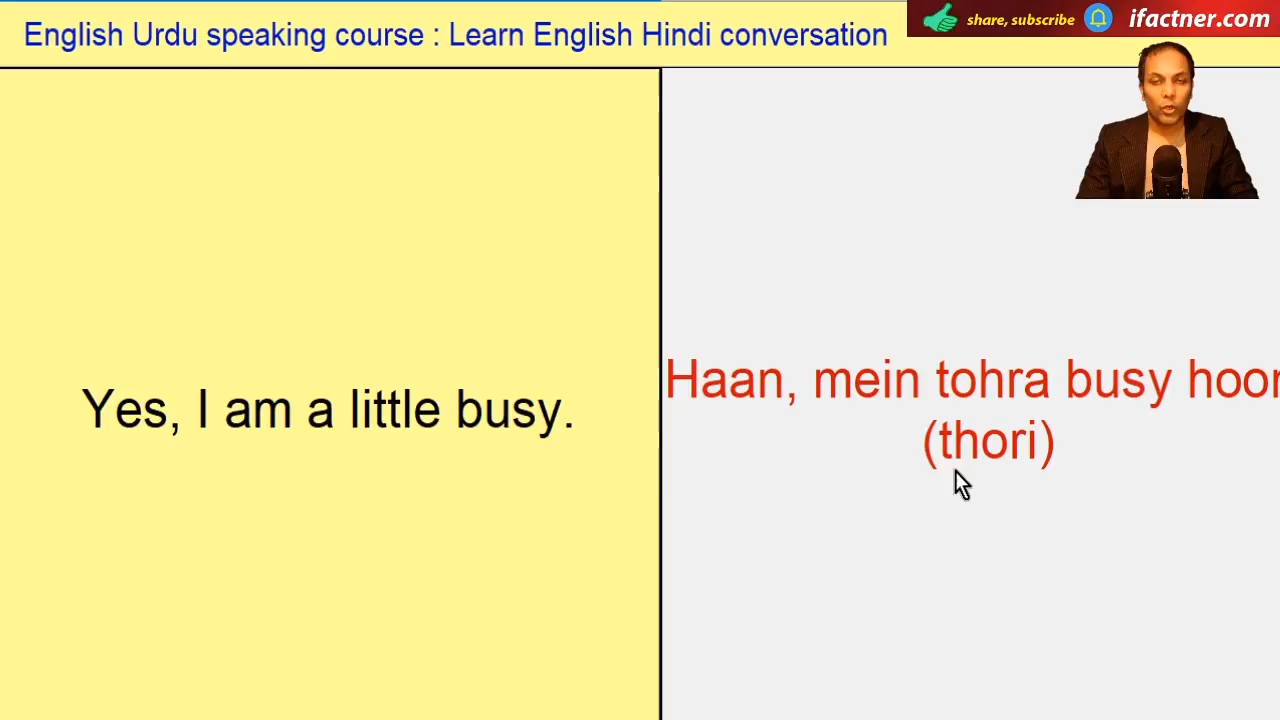 English Urdu speaking course : Learn English Hindi conversation
share, subscribe
ifactner.com
Yes, I am a little busy.
Haan, mein tohra busy hoon
(thori)